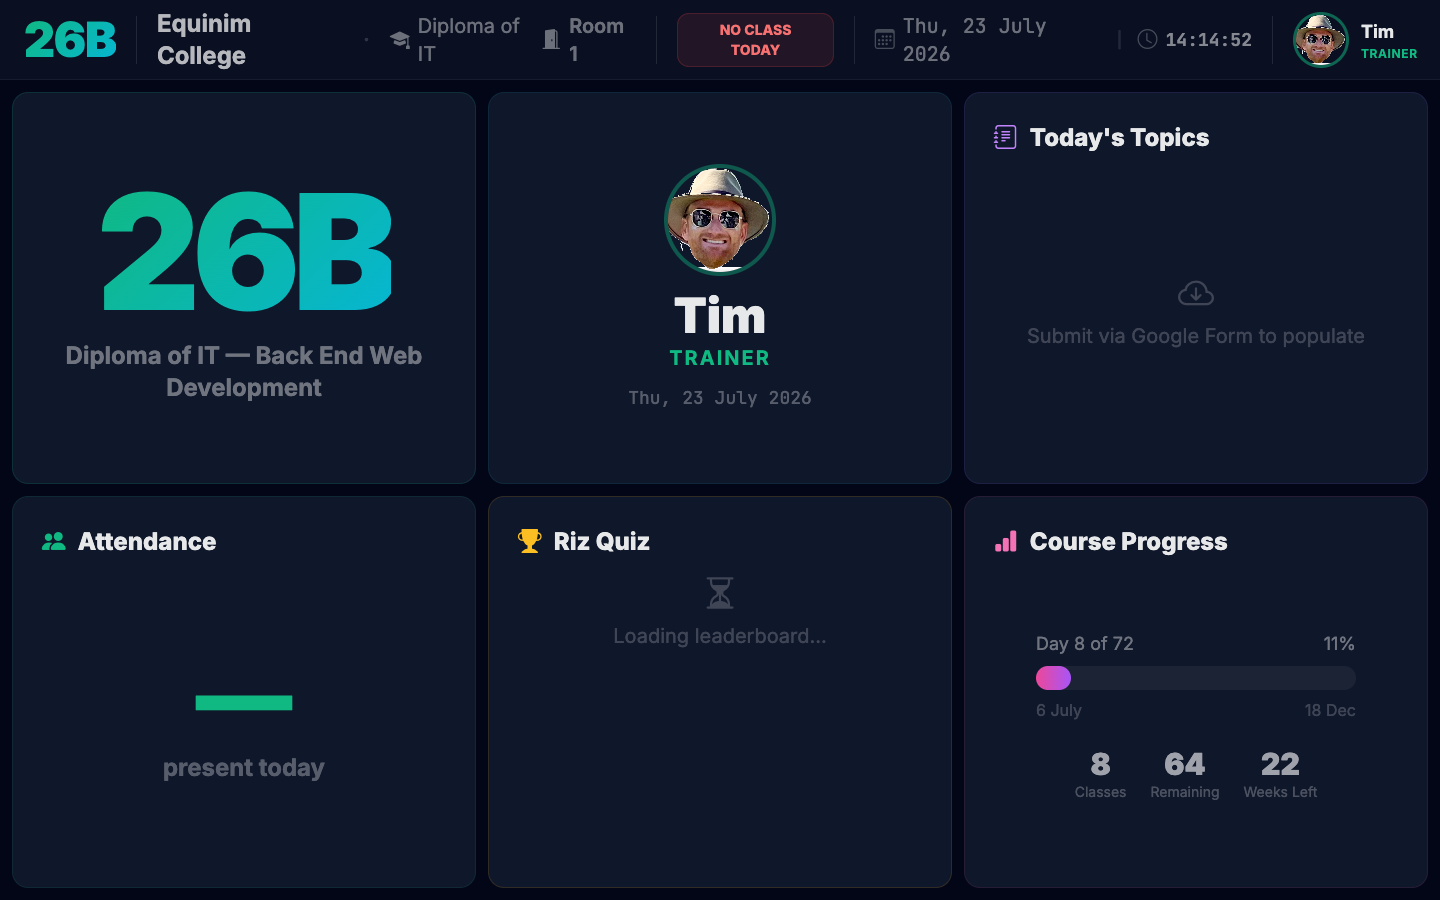 26B
Equinim
College
·
Diploma of
IT
Room
1
NO CLASS
TODAY
Thu, 23 July
2026
|
14:14:52
Tim
TRAINER
26B
Diploma of IT — Back End Web
Development
Tim
TRAINER
Thu, 23 July 2026
Today's Topics
Submit via Google Form to populate
Attendance
—
present today
Riz Quiz
Loading leaderboard...
Course Progress
Day 8 of 72
11%
6 July
18 Dec
8
Classes
64
Remaining
22
Weeks Left